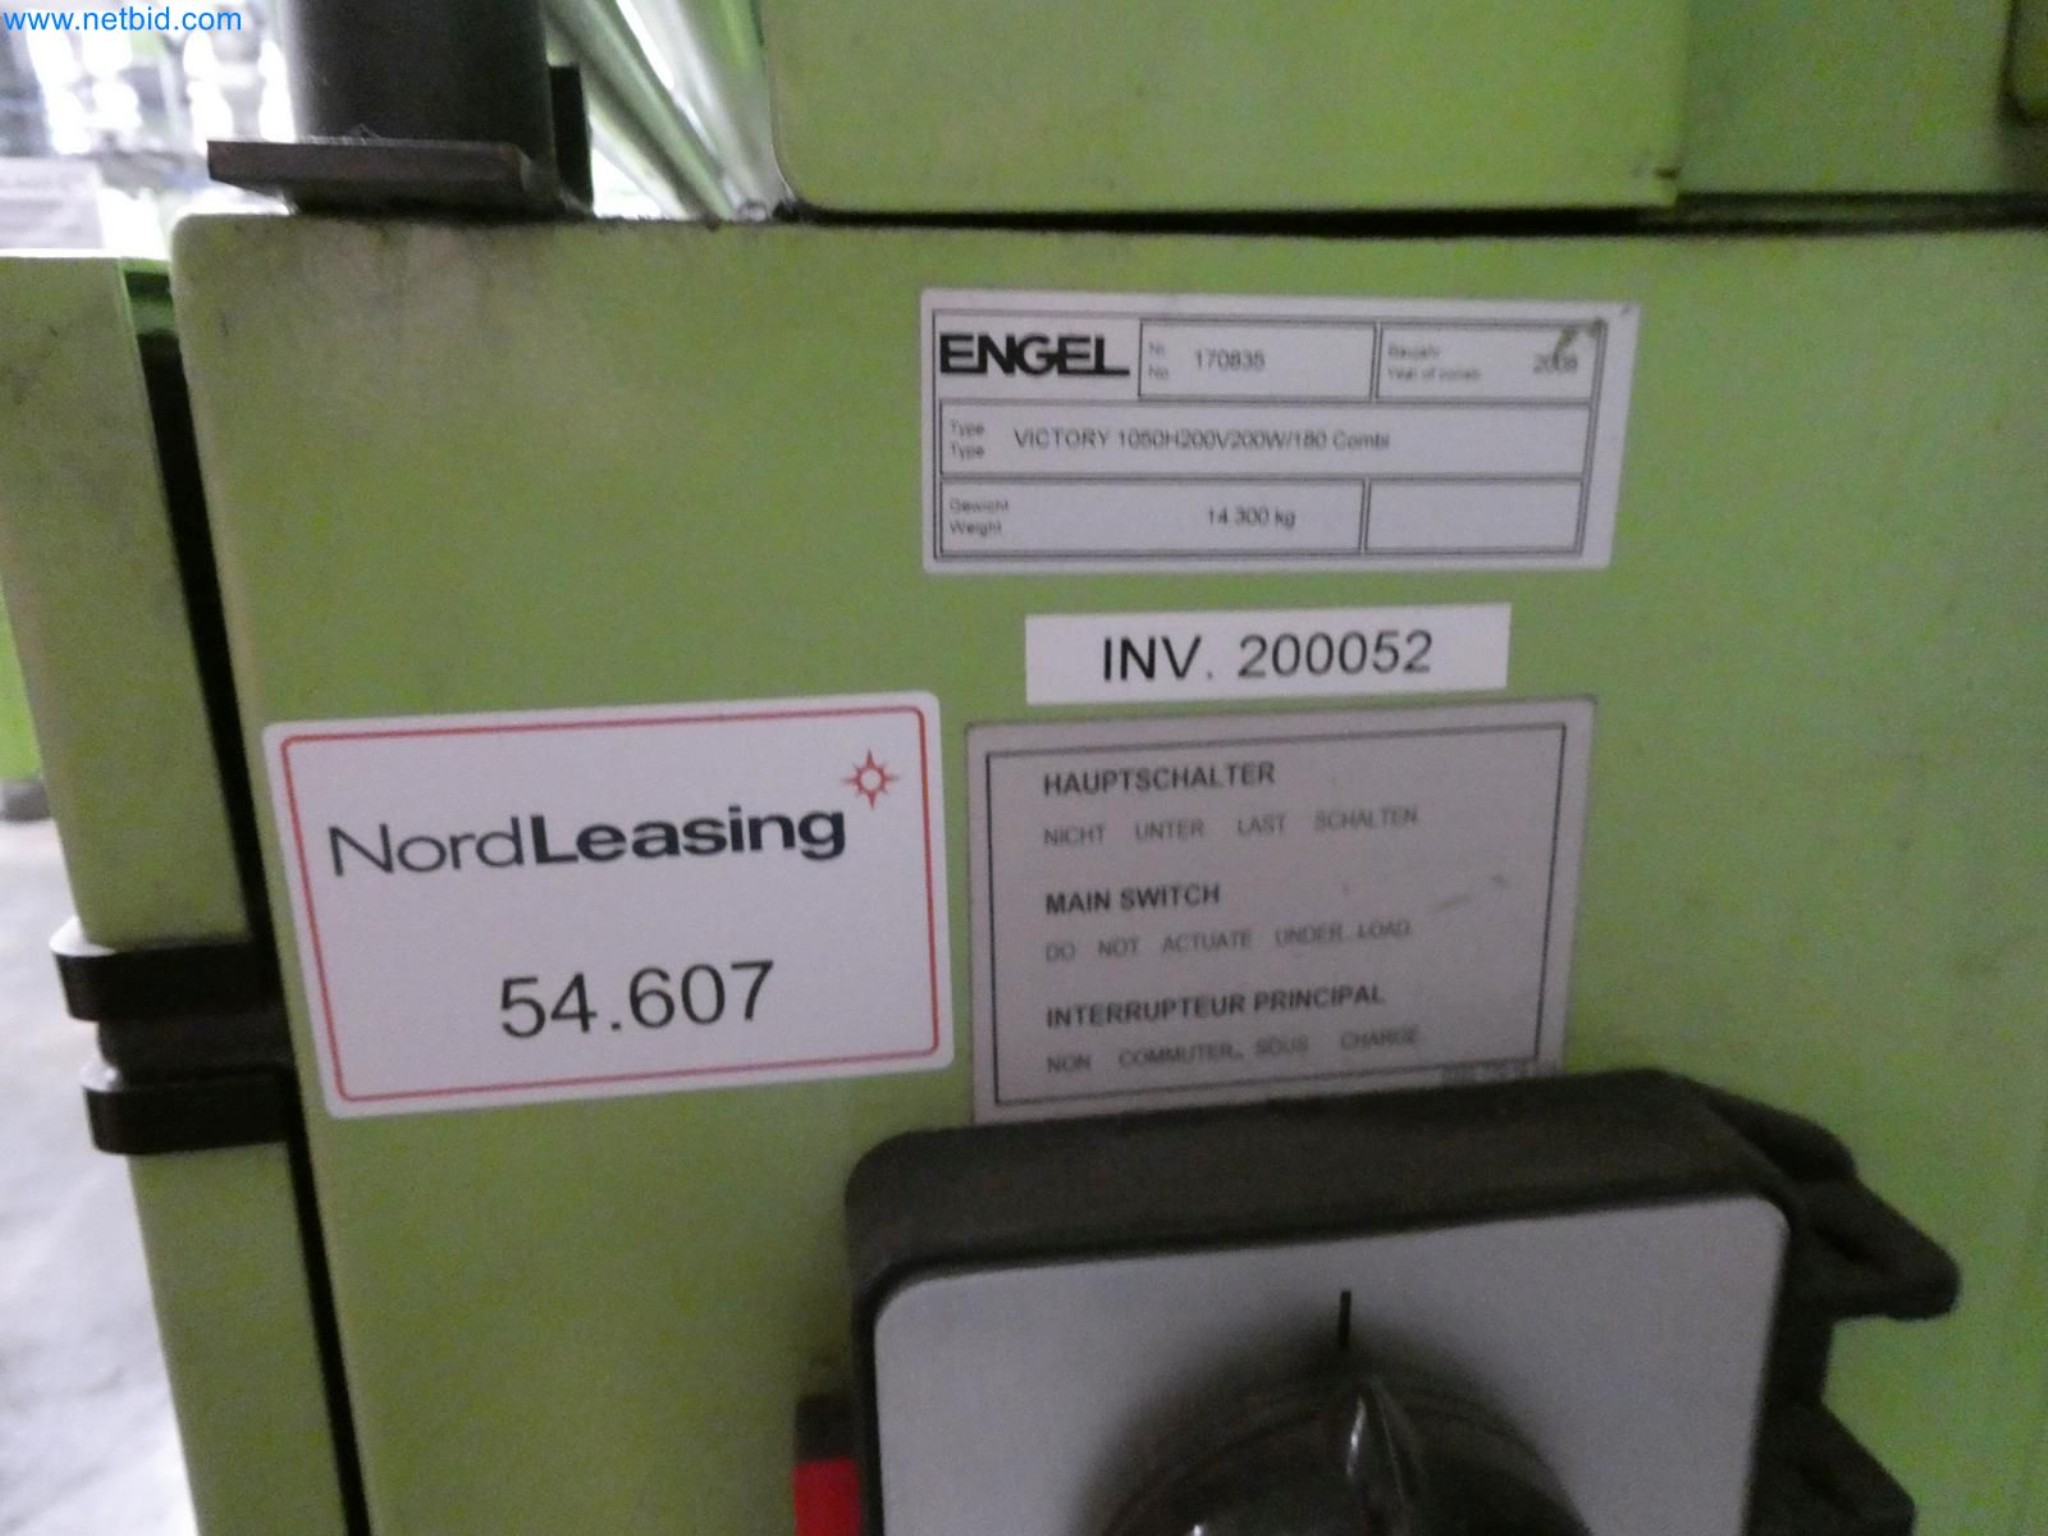 www.netbid.com
ENGEL
Nr. 170835
No.
Baujahr
Year of constr.
Type VICTORY 1050H200V200W/180 Combi
Type
Gewicht 14.300 kg
Weight
INV. 200052
NordLeasing
54.607
HAUPTSCHALTER
NICHT UNTER LAST SCHALTEN
MAIN SWITCH
DO NOT ACTUATE UNDER LOAD
INTERRUPTEUR PRINCIPAL
NON COMMUTER SOUS CHARGE